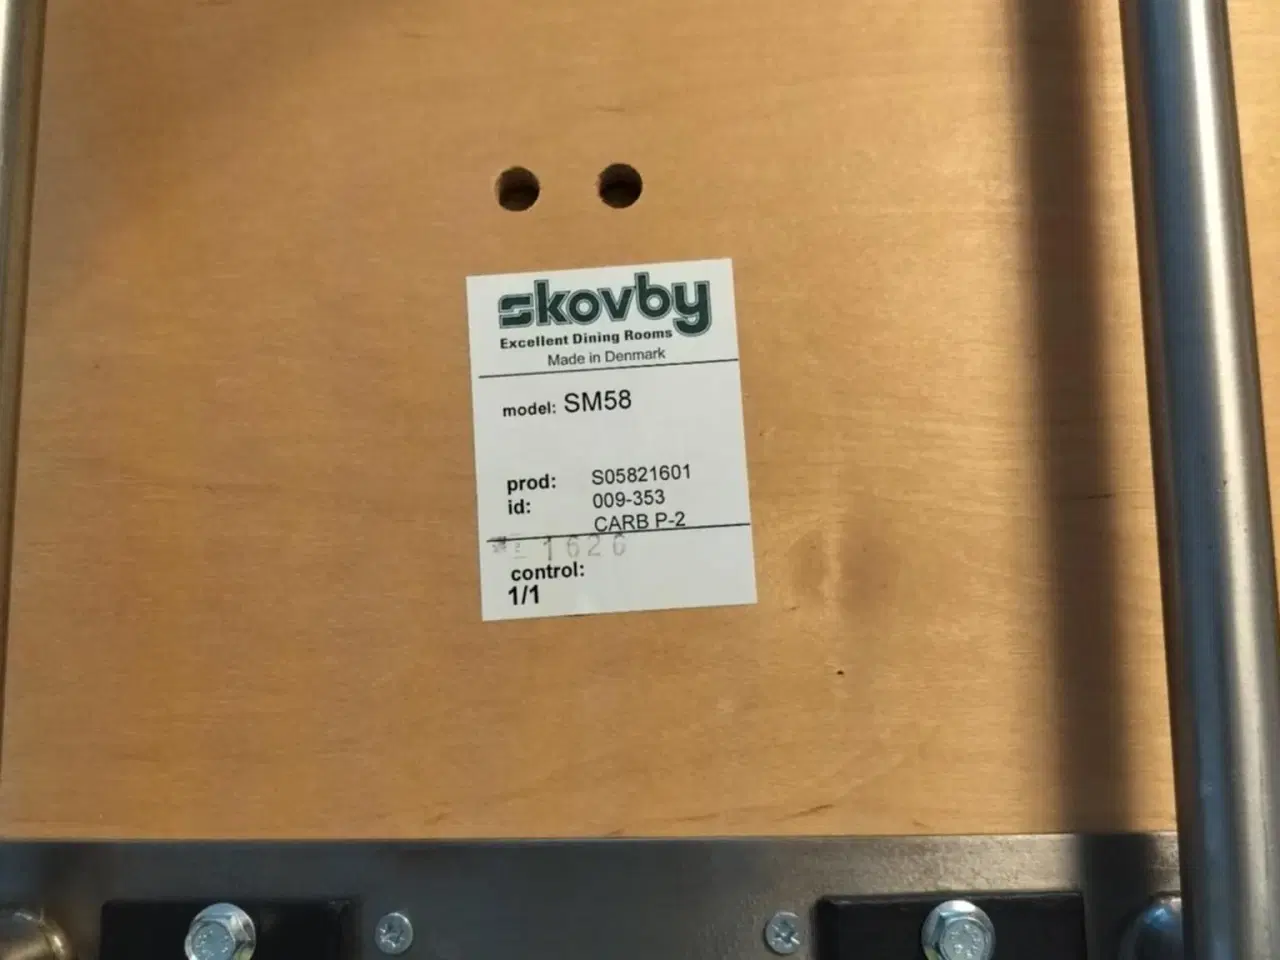 skovby
Excellent Dining Rooms
Made in Denmark
model: SM58
prod: S05821601
id: 009-353
CARB P-2
1626
control:
1/1